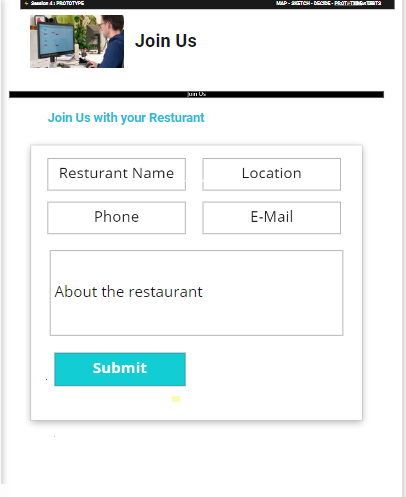 Session 4: PROTOTYPE
MAP - SKETCH - DECIDE - PROTOTYPE
Join Us
Join Us
Join Us with your Resturant
Resturant Name
Location
Phone
E-Mail
About the restaurant
Submit